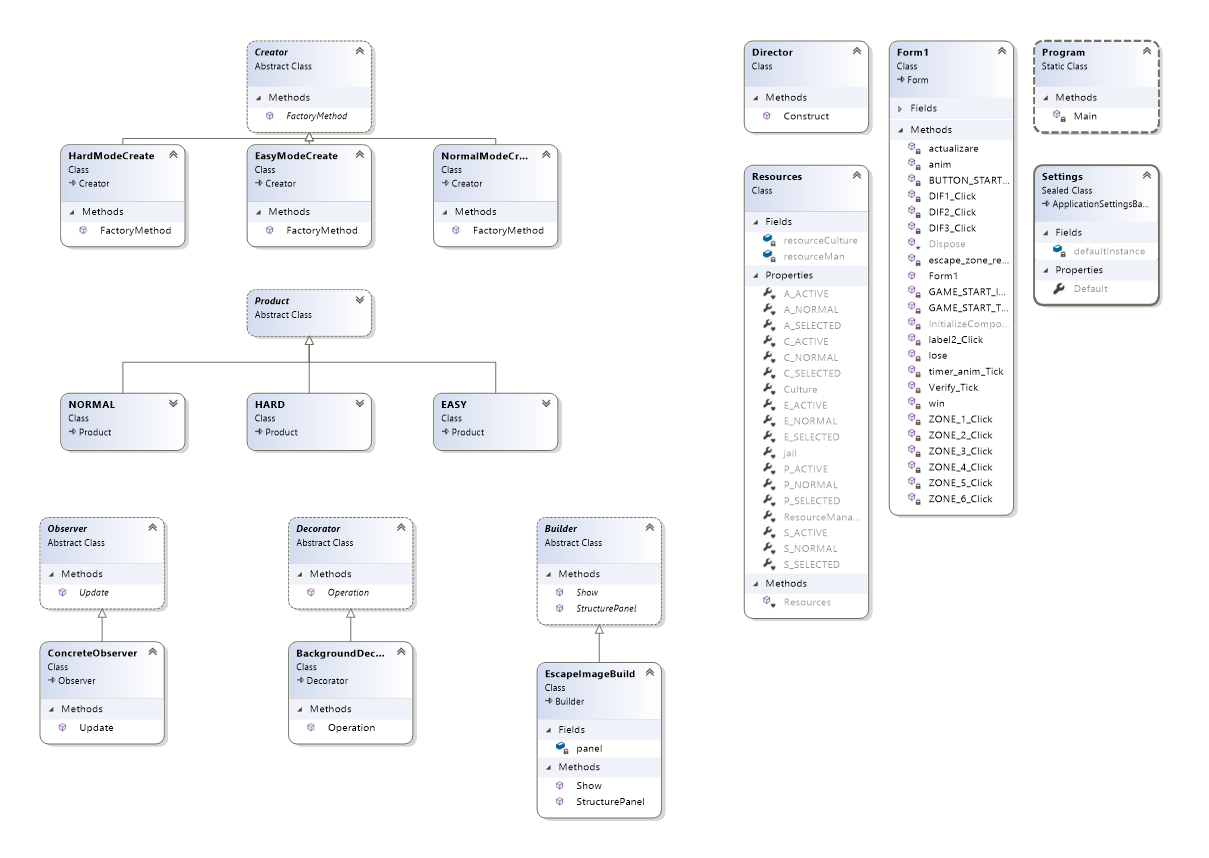 Creator
Abstract Class
Methods
FactoryMethod
HardModeCreate
Class
Creator
Methods
FactoryMethod
EasyModeCreate
Class
Creator
Methods
FactoryMethod
NormalModeCr...
Class
Creator
Methods
FactoryMethod
Product
Abstract Class
NORMAL
Class
Product
HARD
Class
Product
EASY
Class
Product
Observer
Abstract Class
Methods
Update
ConcreteObserver
Class
Observer
Methods
Update
Decorator
Abstract Class
Methods
Operation
BackgroundDec...
Class
Decorator
Methods
Operation
Builder
Abstract Class
Methods
Show
StructurePanel
EscapeImageBuild
Class
Builder
Fields
panel
Methods
Show
StructurePanel
Director
Class
Methods
Construct
Resources
Class
Fields
resourceCulture
resourceMan
Properties
A_ACTIVE
A_NORMAL
A_SELECTED
C_ACTIVE
C_NORMAL
C_SELECTED
Culture
E_ACTIVE
E_NORMAL
E_SELECTED
jail
P_ACTIVE
P_NORMAL
P_SELECTED
ResourceMana...
S_ACTIVE
S_NORMAL
S_SELECTED
Methods
Resources
Form1
Class
Form
Fields
Methods
actualizare
anim
BUTTON_START...
DIF1_Click
DIF2_Click
DIF3_Click
Dispose
escape_zone_re...
Form1
GAME_START_I...
GAME_START_T...
InitializeCompo...
label2_Click
lose
timer_anim_Tick
Verify_Tick
win
ZONE_1_Click
ZONE_2_Click
ZONE_3_Click
ZONE_4_Click
ZONE_5_Click
ZONE_6_Click
Program
Static Class
Methods
Main
Settings
Sealed Class
ApplicationSettingsBa...
Fields
defaultInstance
Properties
Default